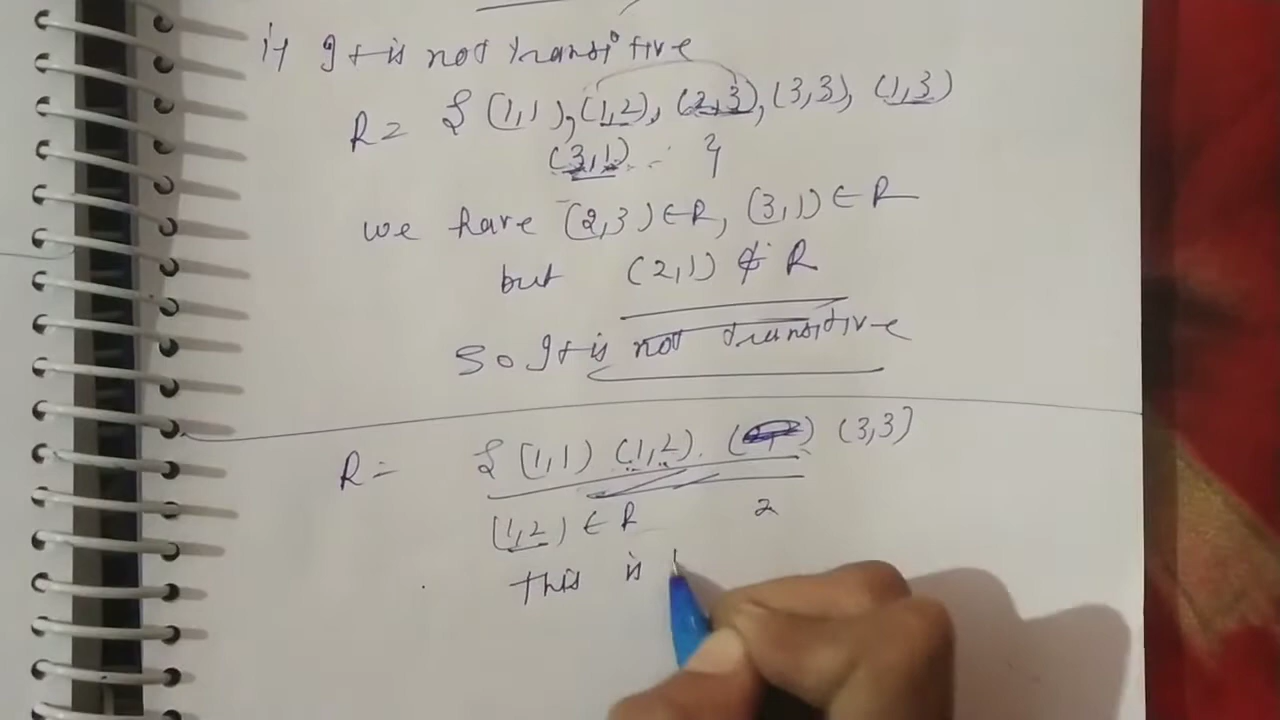 if It is not transitive
R = { (1,1), (1,2), (2,3), (3,3), (1,3)
(3,1) }
we have (2,3) ∈ R, (3,1) ∈ R
but (2,1) ∉ R
So It is not transitive
R = { (1,1) (1,2). ( ) (3,3)
(1,2) ∈ R 2
This is